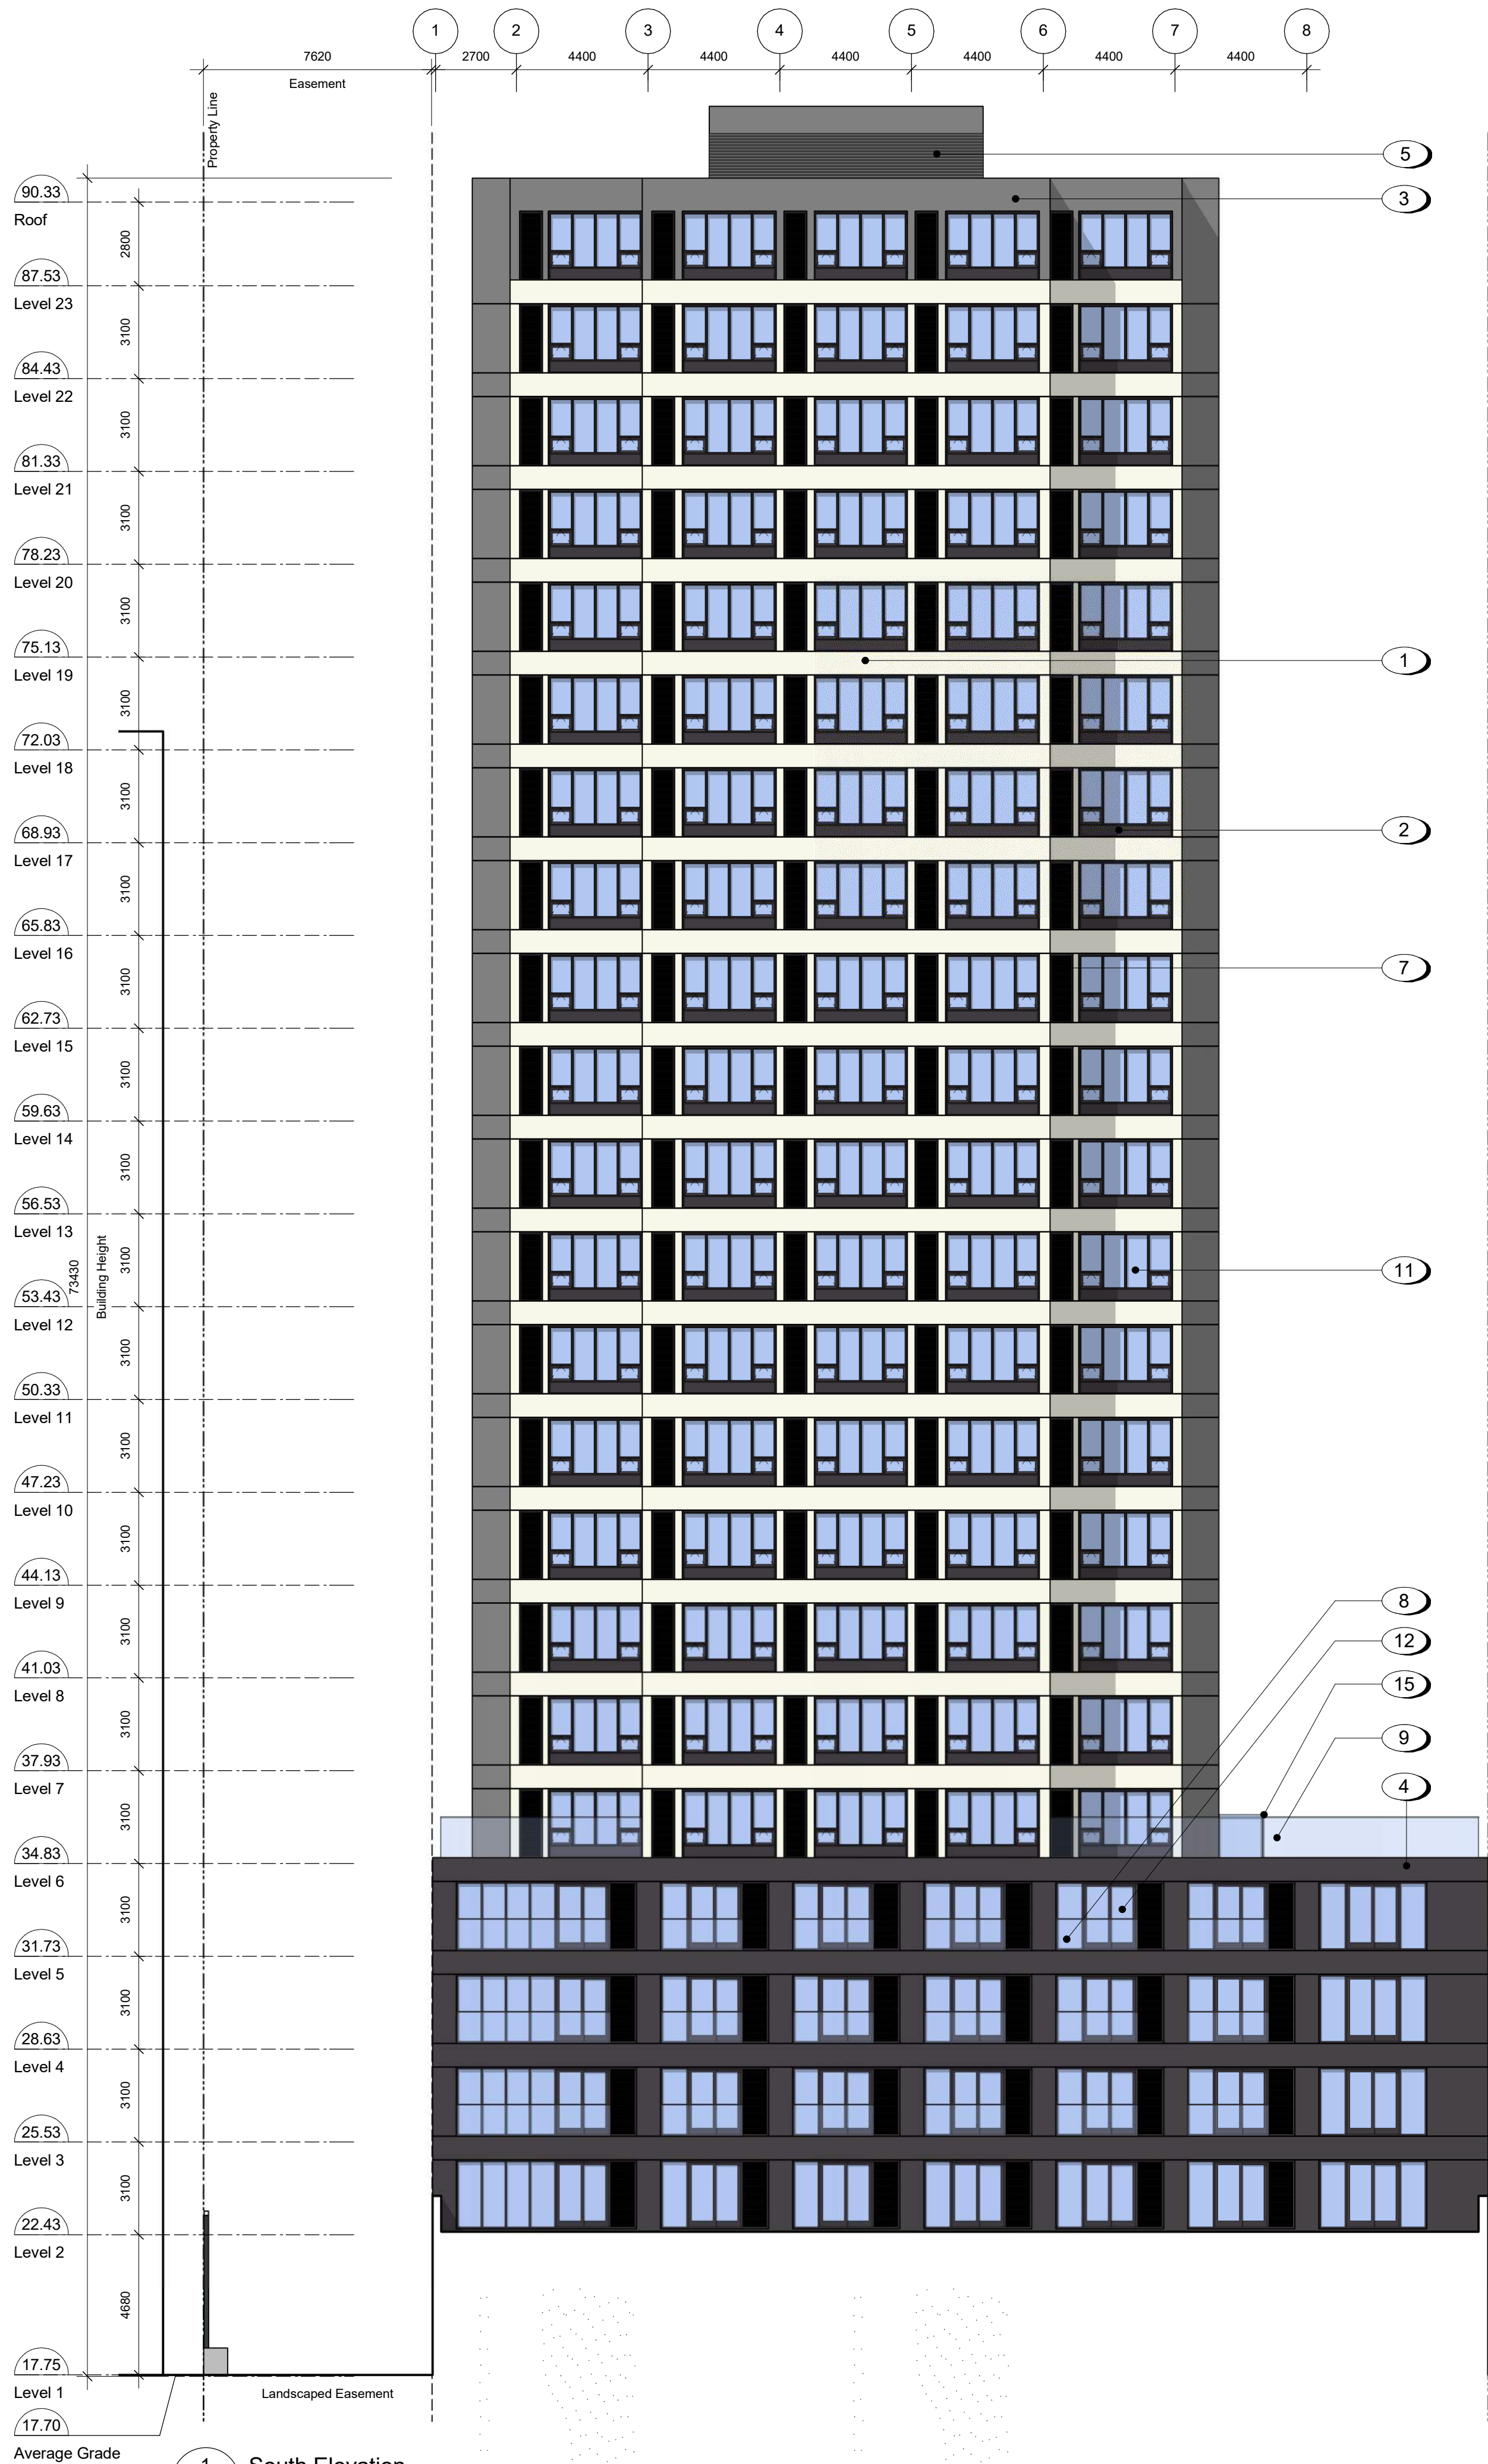 1 2 3 4 5 6 7 8
7620 2700 4400 4400 4400 4400 4400 4400
Easement
Property Line
5
90.33
Roof
3
2800
87.53
Level 23
3100
84.43
Level 22
3100
81.33
Level 21
3100
78.23
Level 20
3100
75.13
Level 19
1
3100
72.03
Level 18
3100
68.93
Level 17
2
3100
65.83
Level 16
7
3100
62.73
Level 15
3100
59.63
Level 14
3100
56.53
Level 13
3100
73430
Building Height
11
53.43
Level 12
3100
50.33
Level 11
3100
47.23
Level 10
3100
44.13
Level 9
8
3100
12
41.03
Level 8
15
3100
9
37.93
Level 7
4
3100
34.83
Level 6
3100
31.73
Level 5
3100
28.63
Level 4
3100
25.53
Level 3
3100
22.43
Level 2
4680
17.75
Level 1
Landscaped Easement
17.70
Average Grade
1 South Elevation